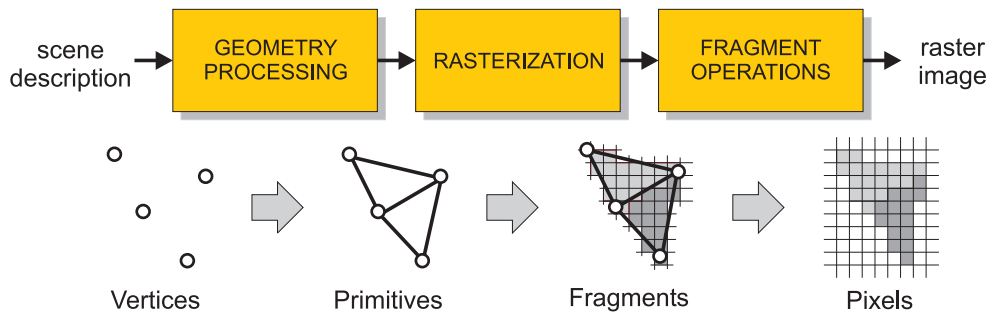 scene
description
GEOMETRY
PROCESSING
RASTERIZATION
FRAGMENT
OPERATIONS
raster
image
Vertices
Primitives
Fragments
Pixels